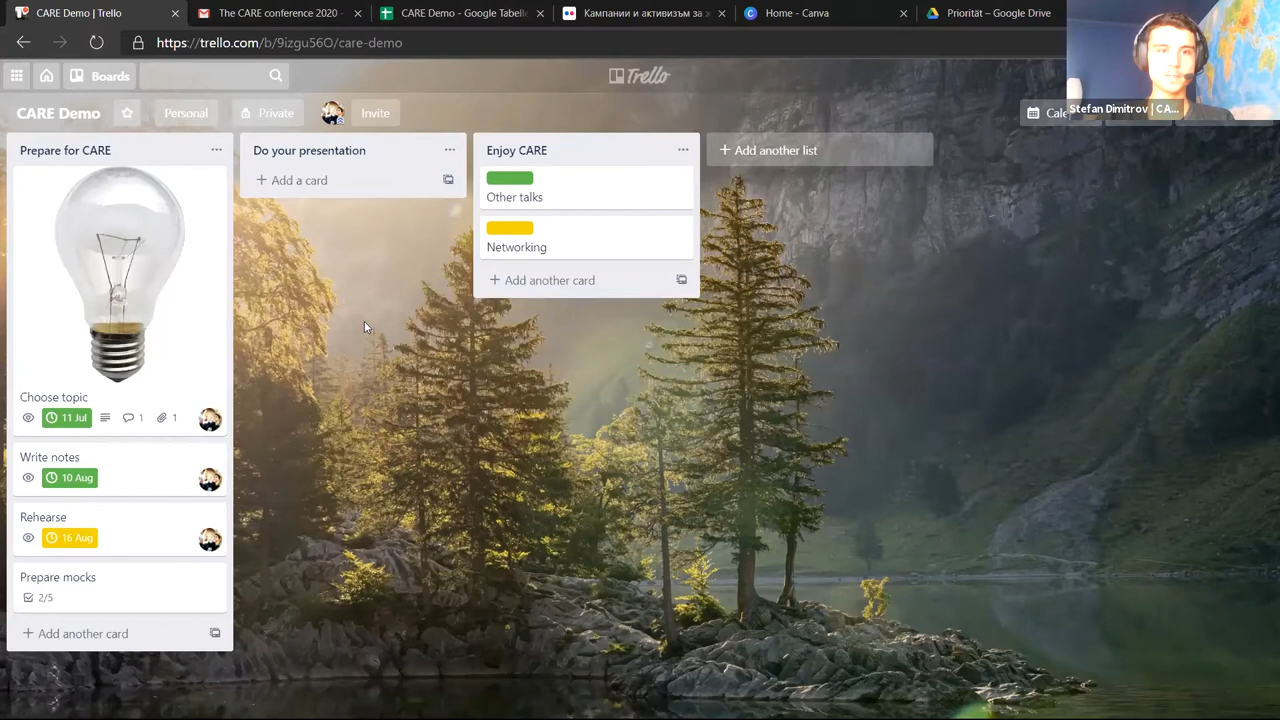 CARE Demo | Trello
The CARE conference 2020 -
CARE Demo - Google Tabelle
Кампании и активизъм за
Home - Canva
Priorität – Google Drive
https://trello.com/b/9izgu56O/care-demo
Boards
Trello
CARE Demo
Personal
Private
Invite
Cale
Stefan Dimitrov | CA...
Prepare for CARE
Choose topic
11 Jul
1
1
Write notes
10 Aug
Rehearse
16 Aug
Prepare mocks
2/5
+ Add another card
Do your presentation
+ Add a card
Enjoy CARE
Other talks
Networking
+ Add another card
+ Add another list